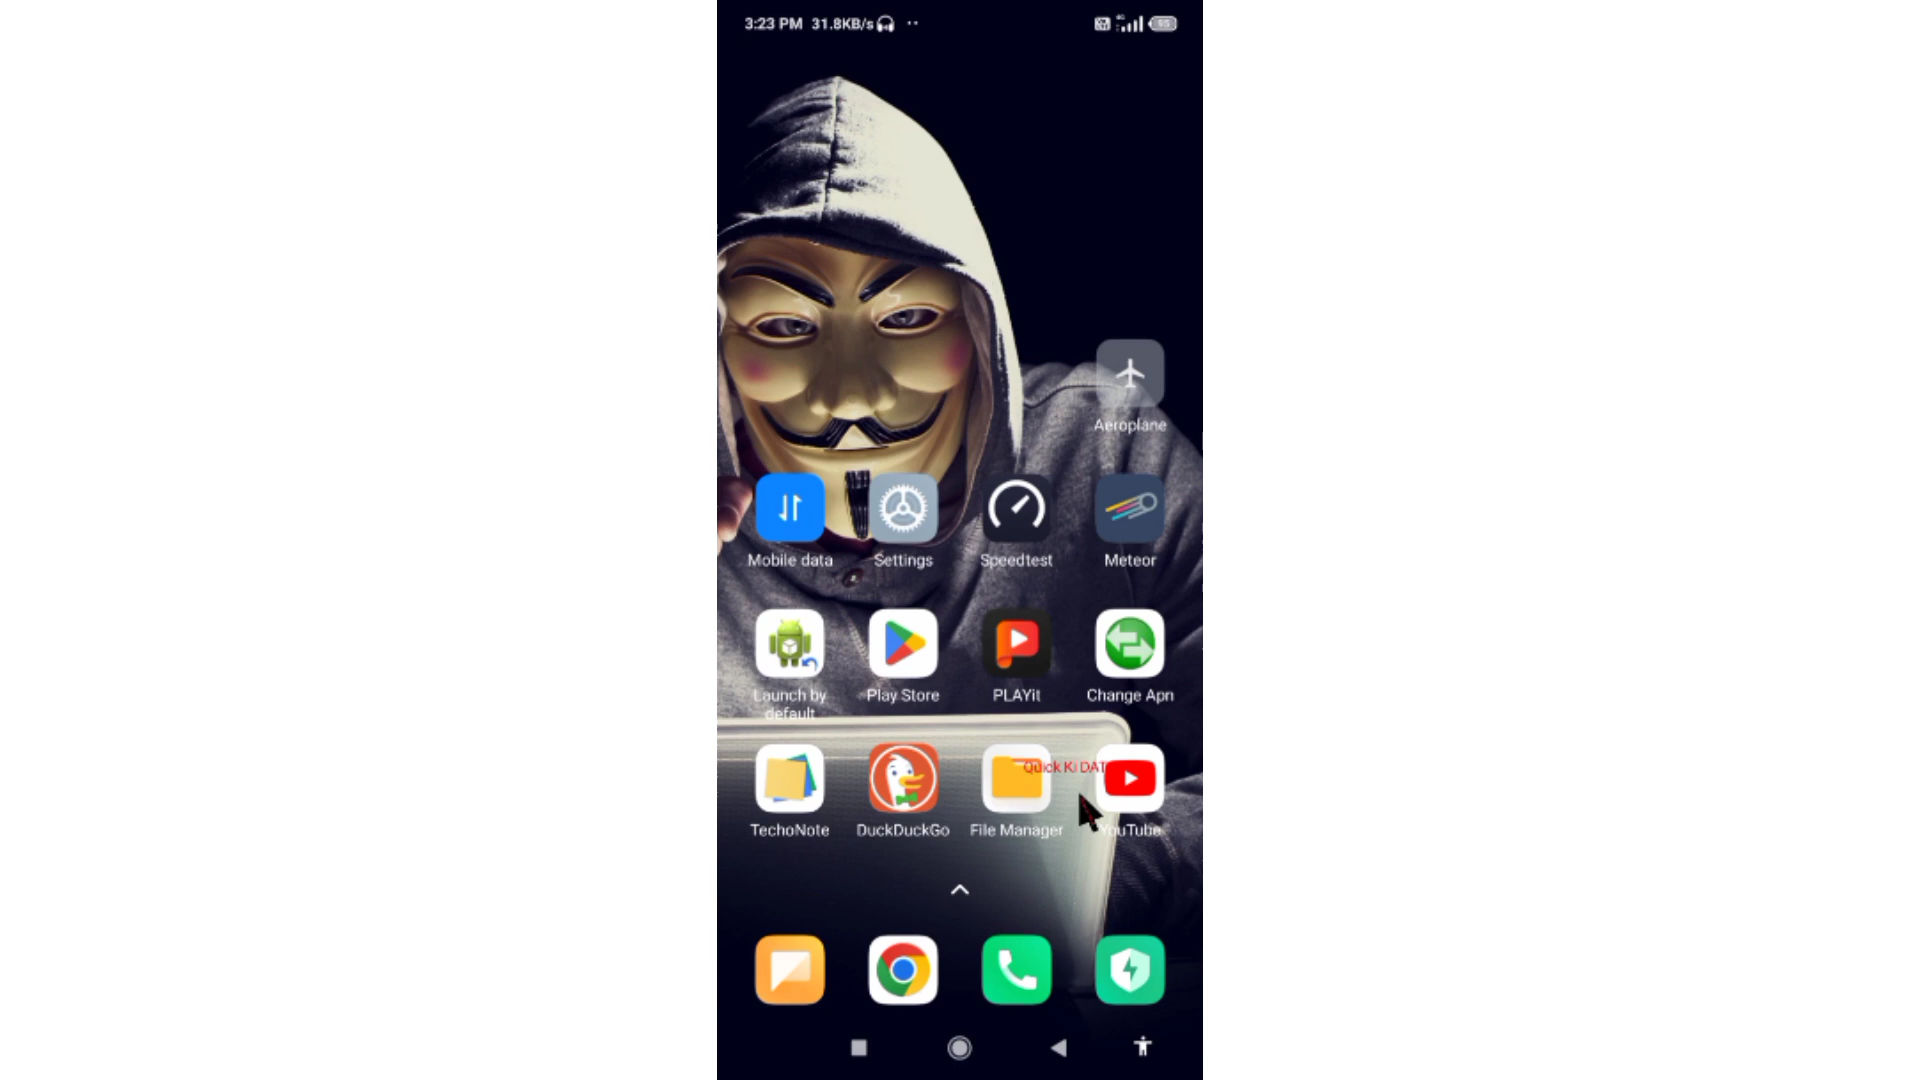 3:23 PM 31.8KB/s
95
Aeroplane
Mobile data
Settings
Speedtest
Meteor
Launch by
default
Play Store
PLAYit
Change Apn
Quick Ki DAT
TechoNote
DuckDuckGo
File Manager
YouTube